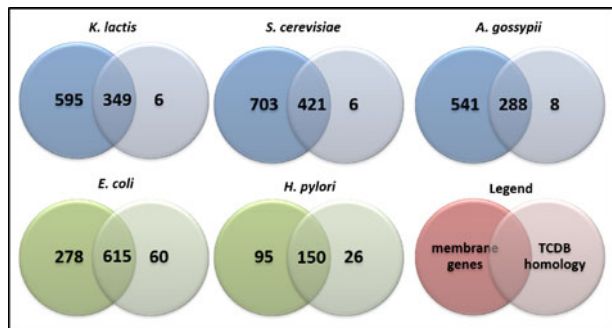 K. lactis S. cerevisiae A. gossypii
595 349 6 703 421 6 541 288 8
E. coli H. pylori Legend
278 615 60 95 150 26 membrane genes TCDB homology